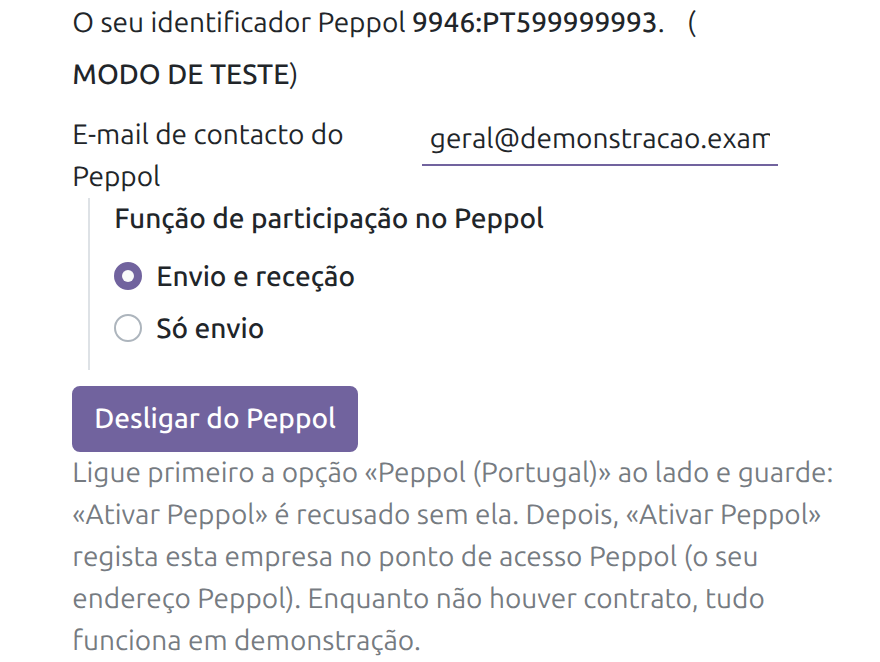 O seu identificador Peppol 9946:PT599999993. (
MODO DE TESTE)
E-mail de contacto do
Peppol
geral@demonstracao.exam
Função de participação no Peppol
Envio e receção
Só envio
Desligar do Peppol
Ligue primeiro a opção «Peppol (Portugal)» ao lado e guarde:
«Ativar Peppol» é recusado sem ela. Depois, «Ativar Peppol»
regista esta empresa no ponto de acesso Peppol (o seu
endereço Peppol). Enquanto não houver contrato, tudo
funciona em demonstração.